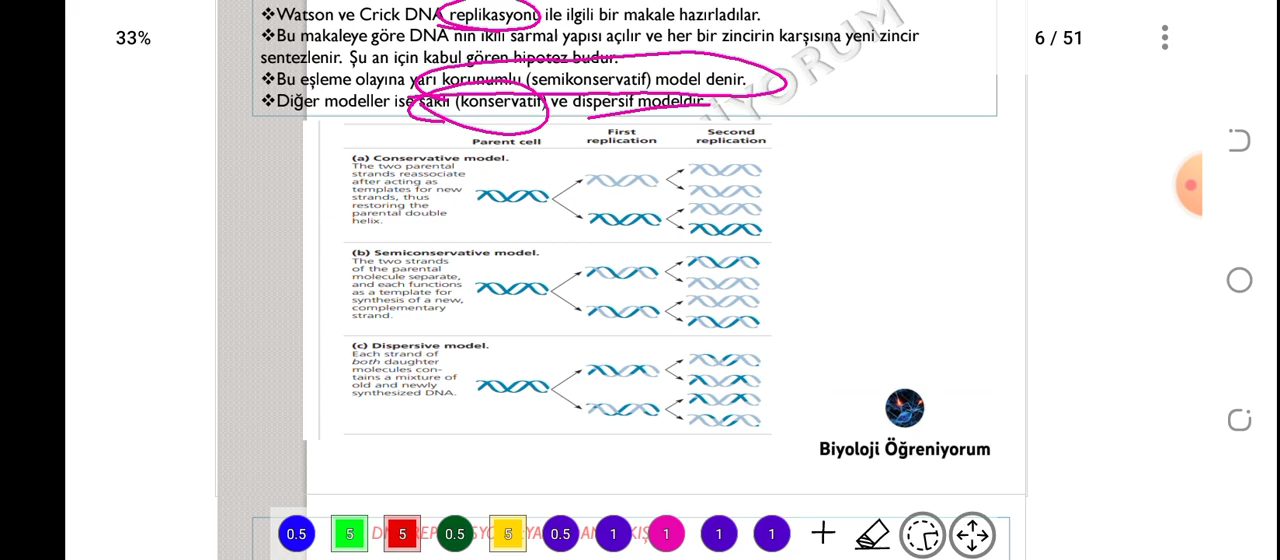 ❖Watson ve Crick DNA replikasyonu ile ilgili bir makale hazırladılar.
❖Bu makaleye göre DNA nın ikili sarmal yapısı açılır ve her bir zincirin karşısına yeni zincir
33%
6 / 51
sentezlenir. Şu an için kabul gören hipotez budur.
❖Bu eşleme olayına yarı korunumlu (semikonservatif) model denir.
❖Diğer modeller ise saklı (konservatif) ve dispersif modeldir.
Parent cell
First
replication
Second
replication
(a) Conservative model.
The two parental
strands reassociate
after acting as
templates for new
strands, thus
restoring the
parental double
helix.
(b) Semiconservative model.
The two strands
of the parental
molecule separate,
and each functions
as a template for
synthesis of a new,
complementary
strand.
(c) Dispersive model.
Each strand of
both daughter
molecules con-
tains a mixture of
old and newly
synthesized DNA.
Biyoloji Öğreniyorum
0.5 5 5 0.5 5 0.5 1 1 1 1